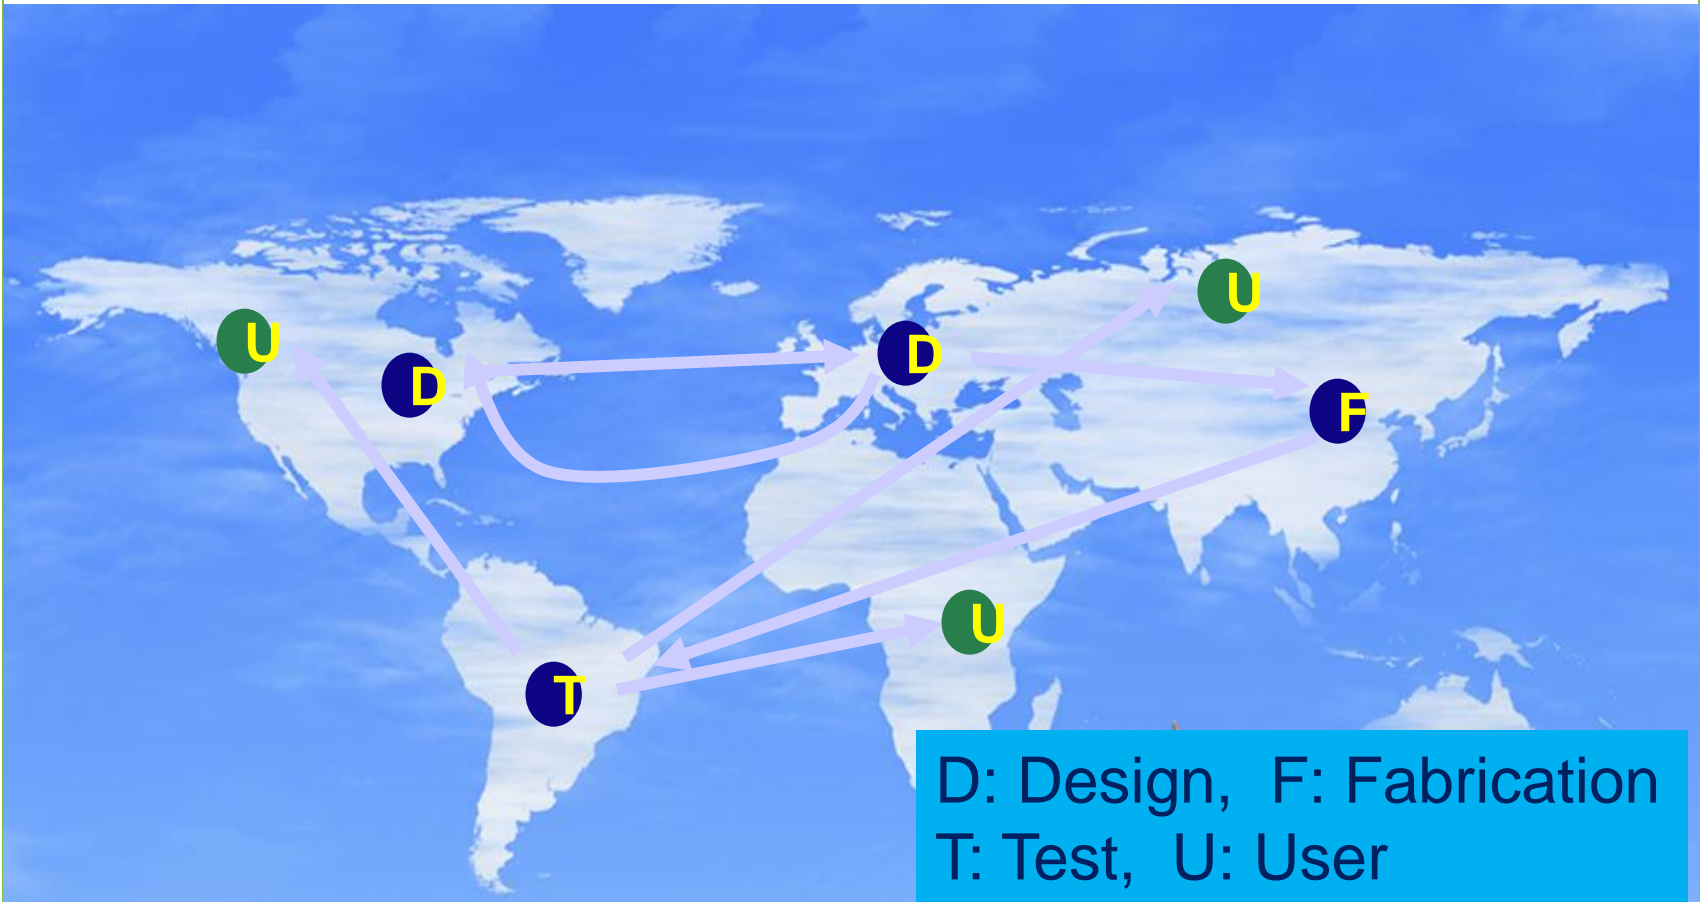 U
U
D
D
F
U
T
D: Design, F: Fabrication
T: Test, U: User